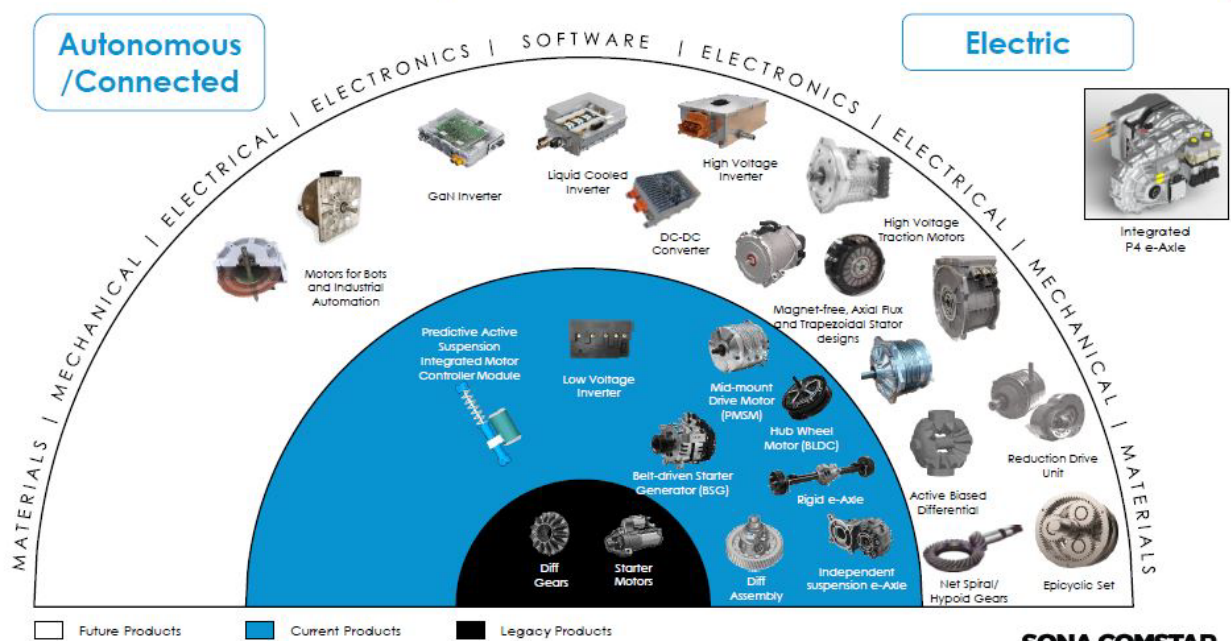 Autonomous
/Connected
Electric
MATERIALS | MECHANICAL | ELECTRICAL | ELECTRONICS | SOFTWARE | ELECTRONICS | ELECTRICAL | MECHANICAL | MATERIALS
GaN Inverter
Liquid Cooled
Inverter
High Voltage
Inverter
DC-DC
Converter
High Voltage
Traction Motors
Integrated
P4 e-Axle
Motors for Bots
and Industrial
Automation
Magnet-free, Axial Flux
and Trapezoidal Stator
designs
Predictive Active
Suspension
Integrated Motor
Controller Module
Low Voltage
Inverter
Mid-mount
Drive Motor
(PMSM)
Hub Wheel
Motor (BLDC)
Reduction Drive
Unit
Belt-driven Starter
Generator (BSG)
Rigid e-Axle
Active Biased
Differential
Diff
Gears
Starter
Motors
Diff
Assembly
Independent
suspension e-Axle
Net Spiral/
Hypoid Gears
Epicyclic Set
Future Products
Current Products
Legacy Products
SONA COMSTAR